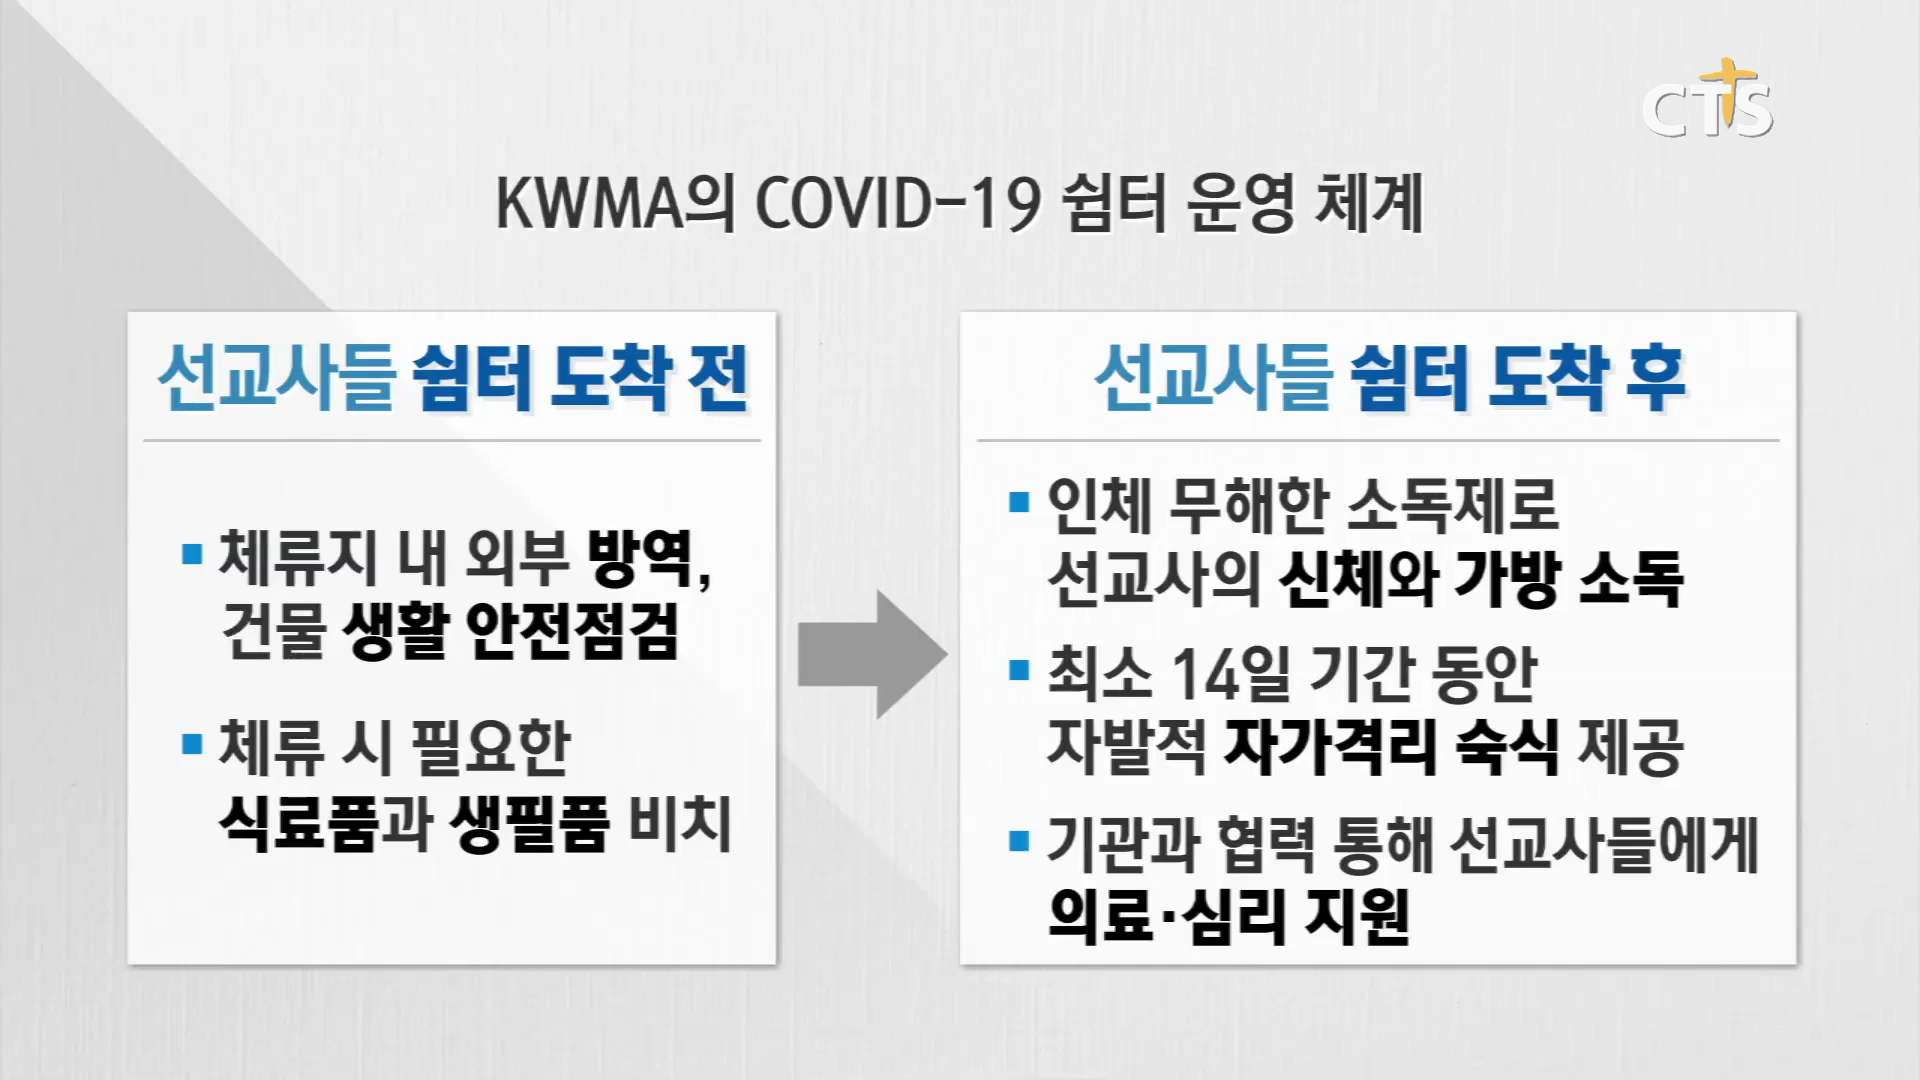 CTS
KWMA의 COVID-19 쉼터 운영 체계
선교사들 쉼터 도착 전
▪ 체류지 내 외부 방역,
건물 생활 안전점검
▪ 체류 시 필요한
식료품과 생필품 비치
선교사들 쉼터 도착 후
▪ 인체 무해한 소독제로
선교사의 신체와 가방 소독
▪ 최소 14일 기간 동안
자발적 자가격리 숙식 제공
▪ 기관과 협력 통해 선교사들에게
의료·심리 지원